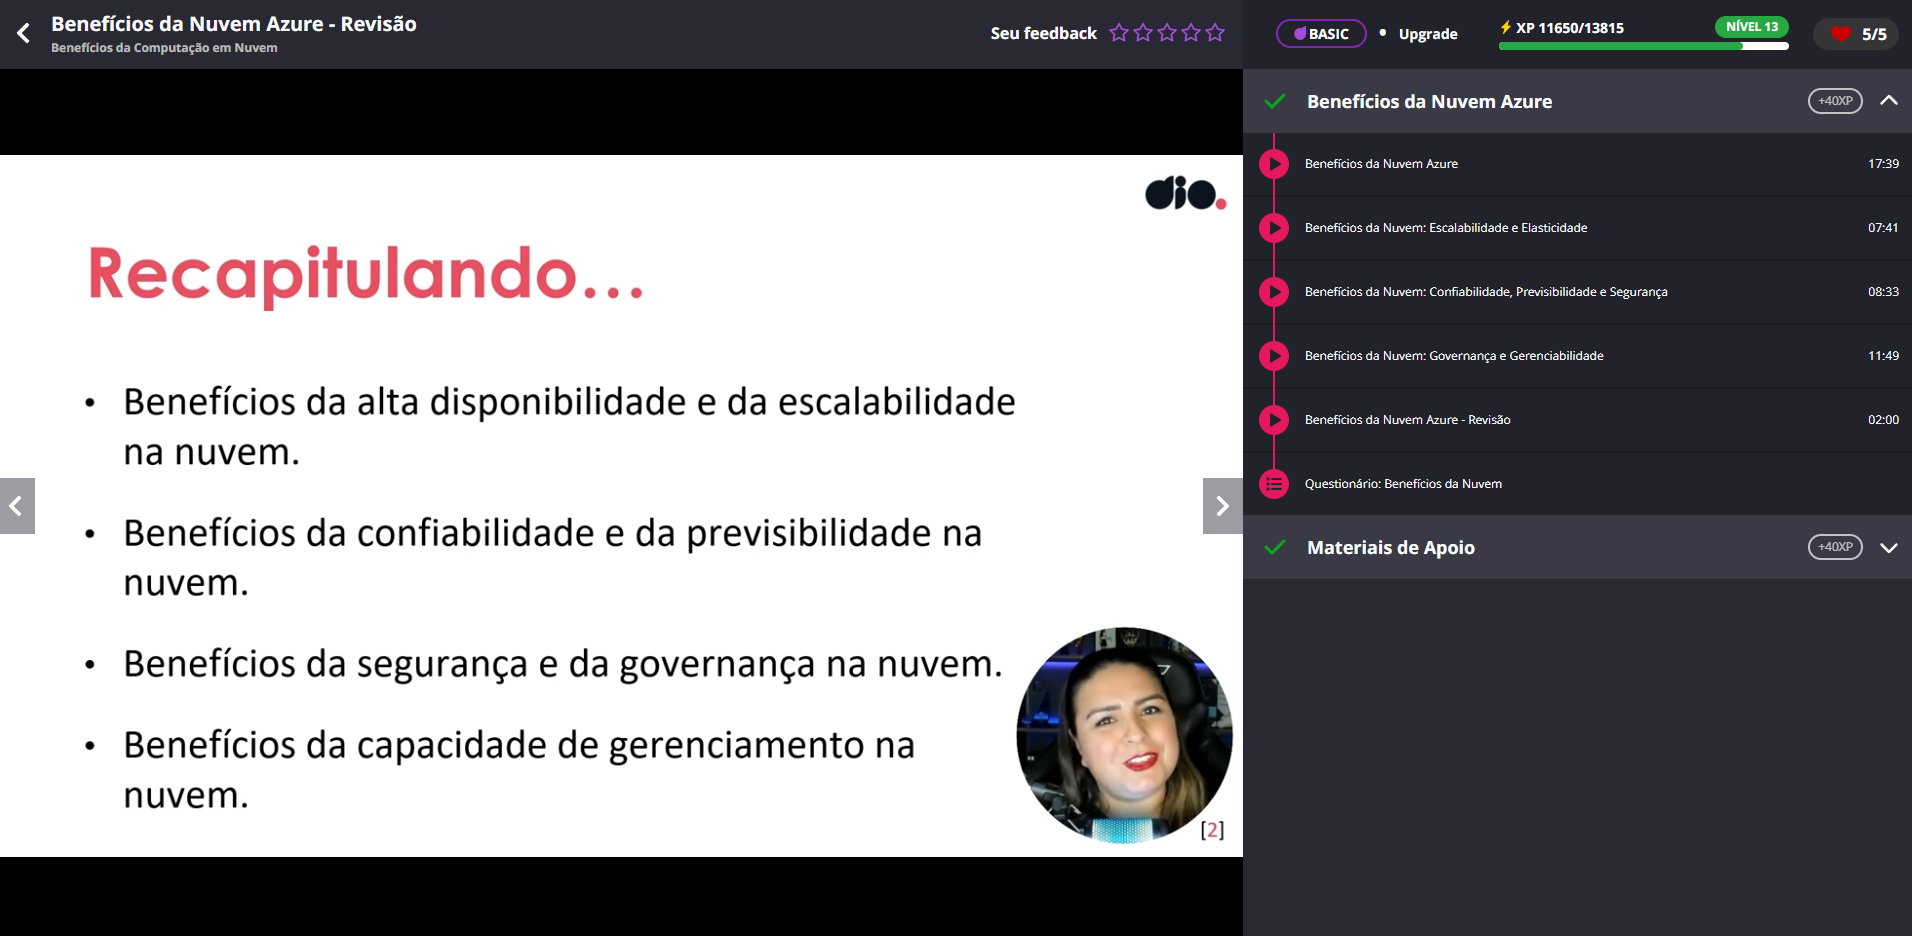 Benefícios da Nuvem Azure - Revisão
Benefícios da Computação em Nuvem
Seu feedback
BASIC
• Upgrade
XP 11650/13815
NÍVEL 13
5/5
dio.
Recapitulando...
• Benefícios da alta disponibilidade e da escalabilidade
na nuvem.
• Benefícios da confiabilidade e da previsibilidade na
nuvem.
• Benefícios da segurança e da governança na nuvem.
• Benefícios da capacidade de gerenciamento na
nuvem.
[2]
Benefícios da Nuvem Azure
+40XP
Benefícios da Nuvem Azure
17:39
Benefícios da Nuvem: Escalabilidade e Elasticidade
07:41
Benefícios da Nuvem: Confiabilidade, Previsibilidade e Segurança
08:33
Benefícios da Nuvem: Governança e Gerenciabilidade
11:49
Benefícios da Nuvem Azure - Revisão
02:00
Questionário: Benefícios da Nuvem
Materiais de Apoio
+40XP